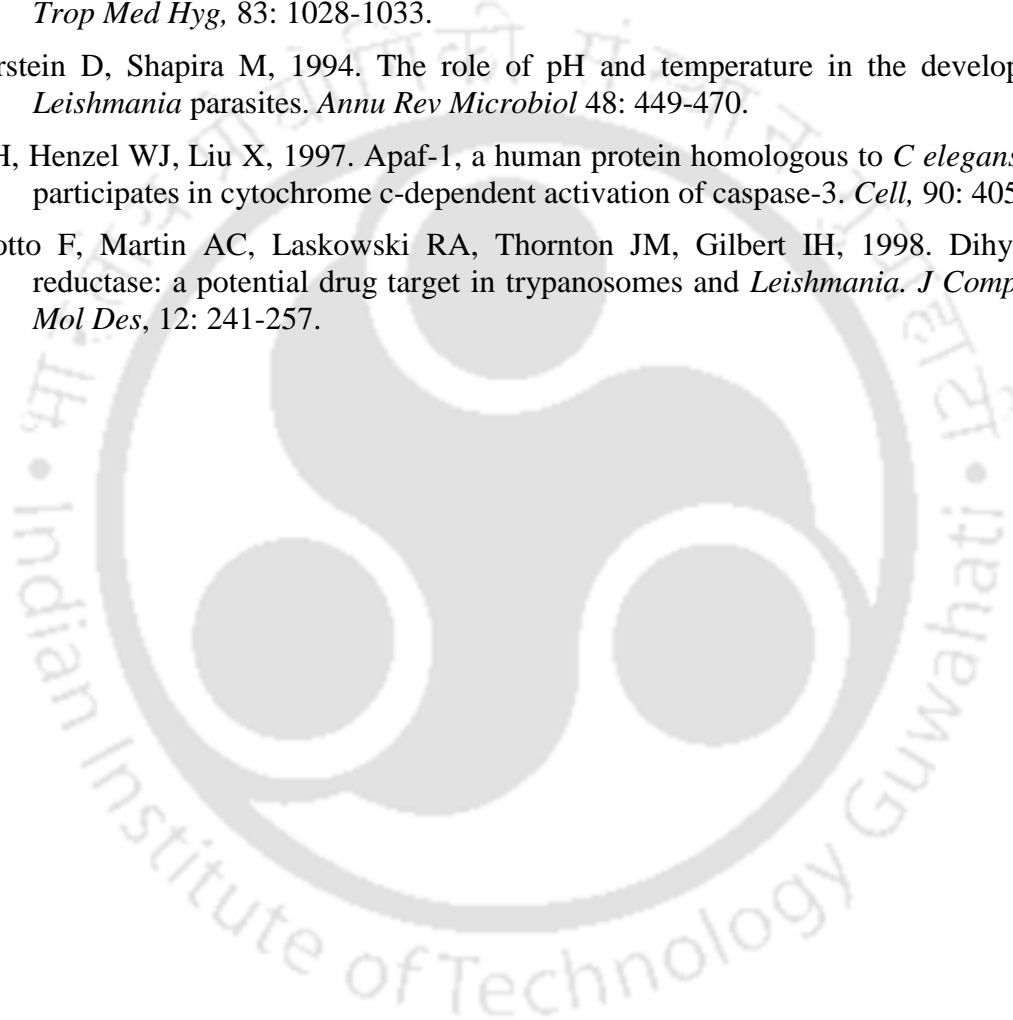 Trop Med Hyg, 83: 1028-1033.
rstein D, Shapira M, 1994. The role of pH and temperature in the develop
Leishmania parasites. Annu Rev Microbiol 48: 449-470.
H, Henzel WJ, Liu X, 1997. Apaf-1, a human protein homologous to C elegans
participates in cytochrome c-dependent activation of caspase-3. Cell, 90: 405
otto F, Martin AC, Laskowski RA, Thornton JM, Gilbert IH, 1998. Dihy
reductase: a potential drug target in trypanosomes and Leishmania. J Comp
Mol Des, 12: 241-257.
Indian Institute of Technology Guwahati